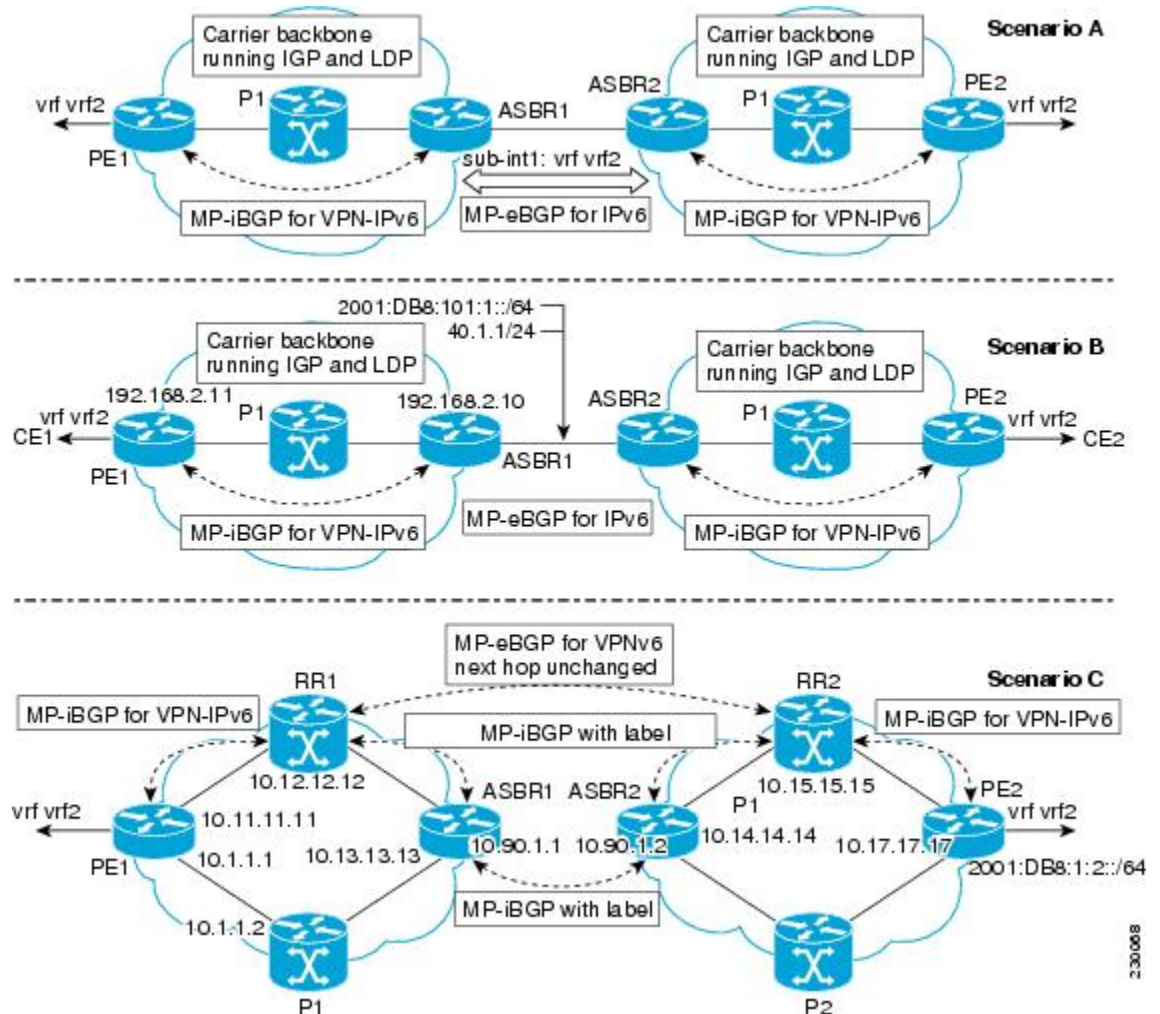 Scenario A
Carrier backbone
running IGP and LDP
Carrier backbone
running IGP and LDP
vrf vrf2
P1
ASBR1
ASBR2
P1
PE2
vrf vrf2
PE1
sub-int1: vrf vrf2
MP-iBGP for VPN-IPv6
MP-eBGP for IPv6
MP-iBGP for VPN-IPv6
2001:DB8:101:1::/64
40.1.1/24
Scenario B
Carrier backbone
running IGP and LDP
Carrier backbone
running IGP and LDP
192.168.2.11
P1
192.168.2.10
ASBR2
P1
PE2
vrf vrf2
CE1
vrf vrf2
CE2
PE1
ASBR1
MP-iBGP for VPN-IPv6
MP-eBGP for IPv6
MP-iBGP for VPN-IPv6
MP-eBGP for VPNv6
next hop unchanged
Scenario C
RR1
RR2
MP-iBGP for VPN-IPv6
MP-iBGP for VPN-IPv6
MP-iBGP with label
10.12.12.12
10.15.15.15
ASBR1
ASBR2
P1
PE2
vrf vrf2
vrf vrf2
10.11.11.11
10.14.14.14
10.1.1.1
10.13.13.13
10.90.1.1
10.90.1.2
10.17.17.17
PE1
2001:DB8:1:2::/64
MP-iBGP with label
10.1.1.2
P1
P2
230068